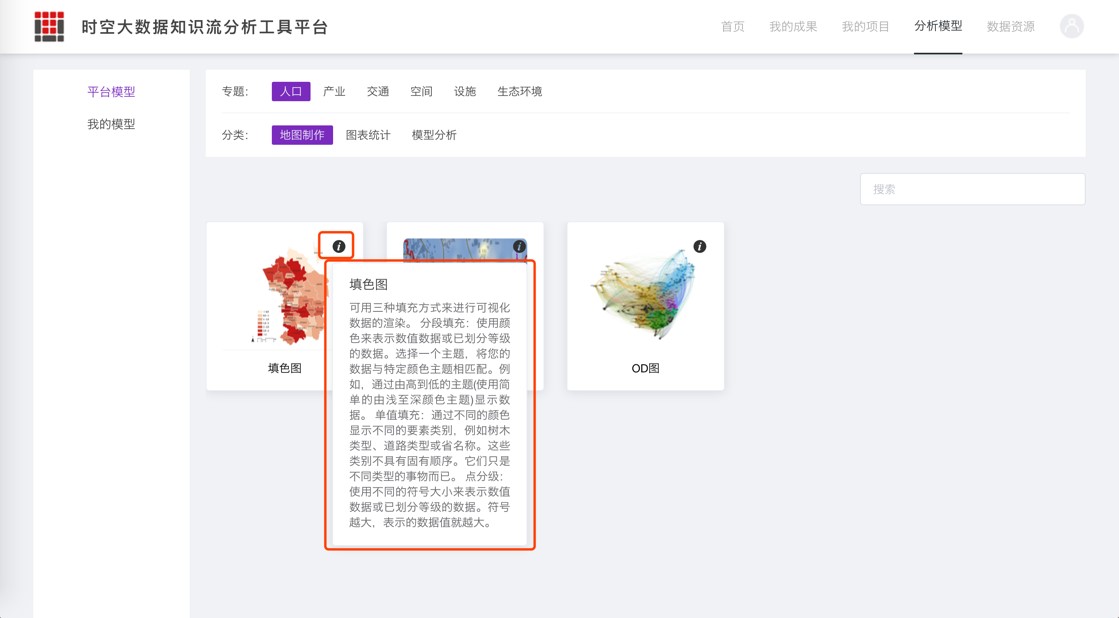 时空大数据知识流分析工具平台
首页 我的成果 我的项目 分析模型 数据资源
平台模型
我的模型
专题： 人口 产业 交通 空间 设施 生态环境
分类： 地图制作 图表统计 模型分析
搜索
填色图
OD图
填色图
可用三种填充方式来进行可视化
数据的渲染。 分段填充：使用颜
色来表示数值数据或已划分等级
的数据。选择一个主题，将您的
数据与特定颜色主题相匹配。例
如，通过由高到低的主题(使用简
单的由浅至深颜色主题)显示数
据。 单值填充：通过不同的颜色
显示不同的要素类别，例如树木
类型、道路类型或省名称。这些
类别不具有固有顺序。它们只是
不同类型的事物而已。 点分级：
使用不同的符号大小来表示数值
数据或已划分等级的数据。符号
越大，表示的数据值就越大。